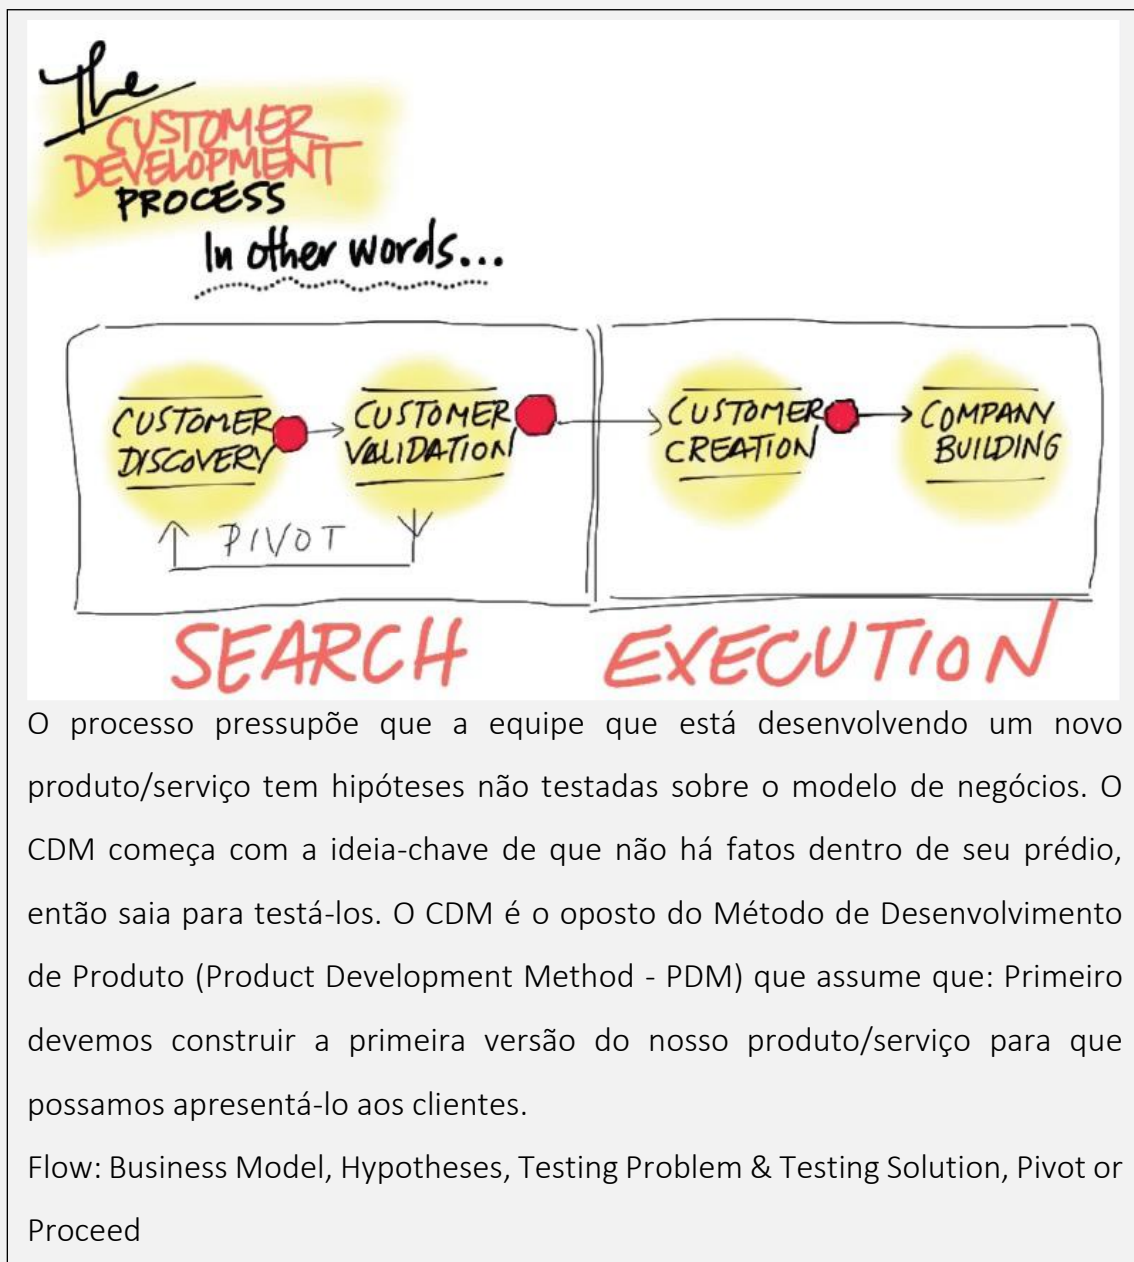 The
CUSTOMER
DEVELOPMENT
PROCESS
In other words...
CUSTOMER
DISCOVERY
CUSTOMER
VALIDATION
CUSTOMER
CREATION
COMPANY
BUILDING
PIVOT
SEARCH
EXECUTION
O processo pressupõe que a equipe que está desenvolvendo um novo
produto/serviço tem hipóteses não testadas sobre o modelo de negócios. O
CDM começa com a ideia-chave de que não há fatos dentro de seu prédio,
então saia para testá-los. O CDM é o oposto do Método de Desenvolvimento
de Produto (Product Development Method - PDM) que assume que: Primeiro
devemos construir a primeira versão do nosso produto/serviço para que
possamos apresentá-lo aos clientes.
Flow: Business Model, Hypotheses, Testing Problem & Testing Solution, Pivot or
Proceed